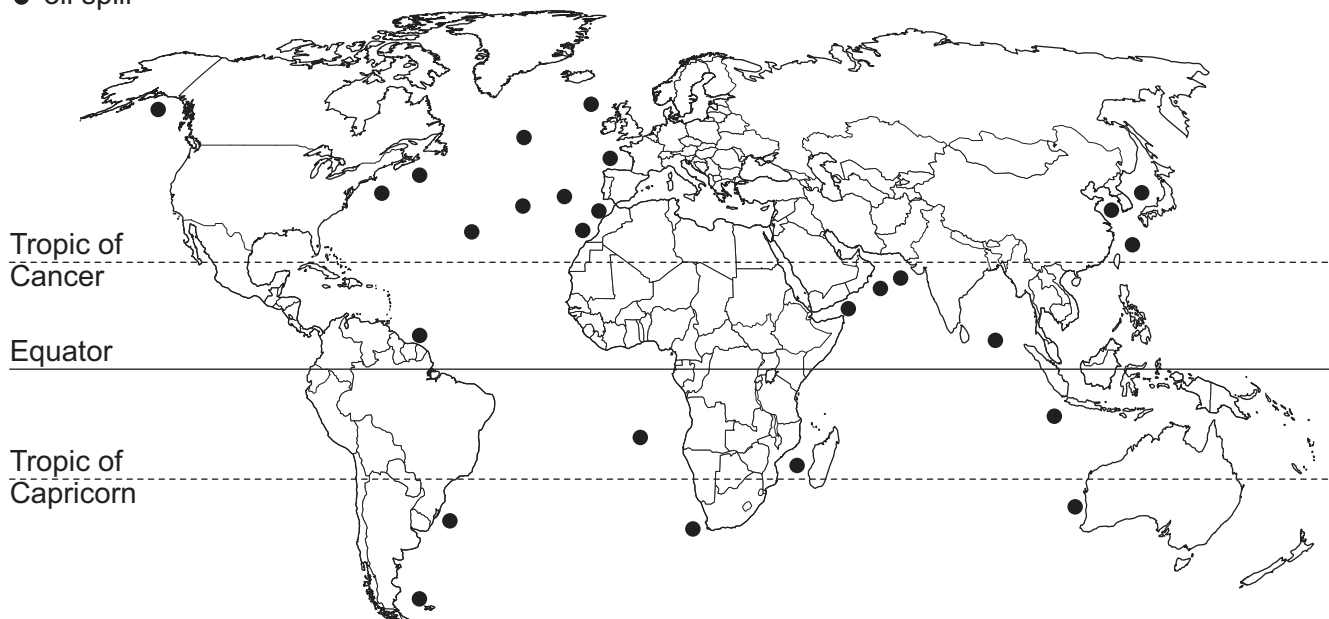 oil spill
Tropic of
Cancer
Equator
Tropic of
Capricorn